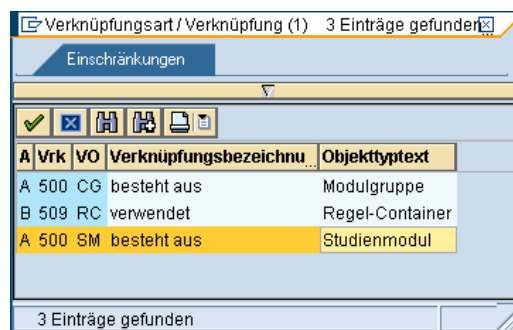 Verknüpfungsart / Verknüpfung (1) 3 Einträge gefunden
Einschränkungen
A Vrk VO Verknüpfungsbezeichnu... Objekttyptext
A 500 CG besteht aus Modulgruppe
B 509 RC verwendet Regel-Container
A 500 SM besteht aus Studienmodul
3 Einträge gefunden